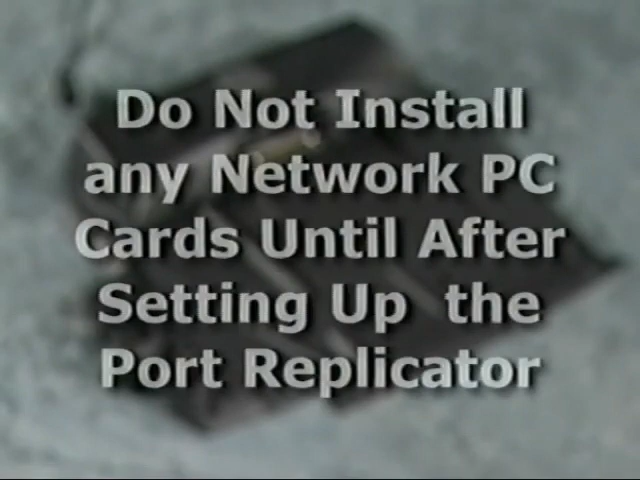 Do Not Install
any Network PC
Cards Until After
Setting Up the
Port Replicator